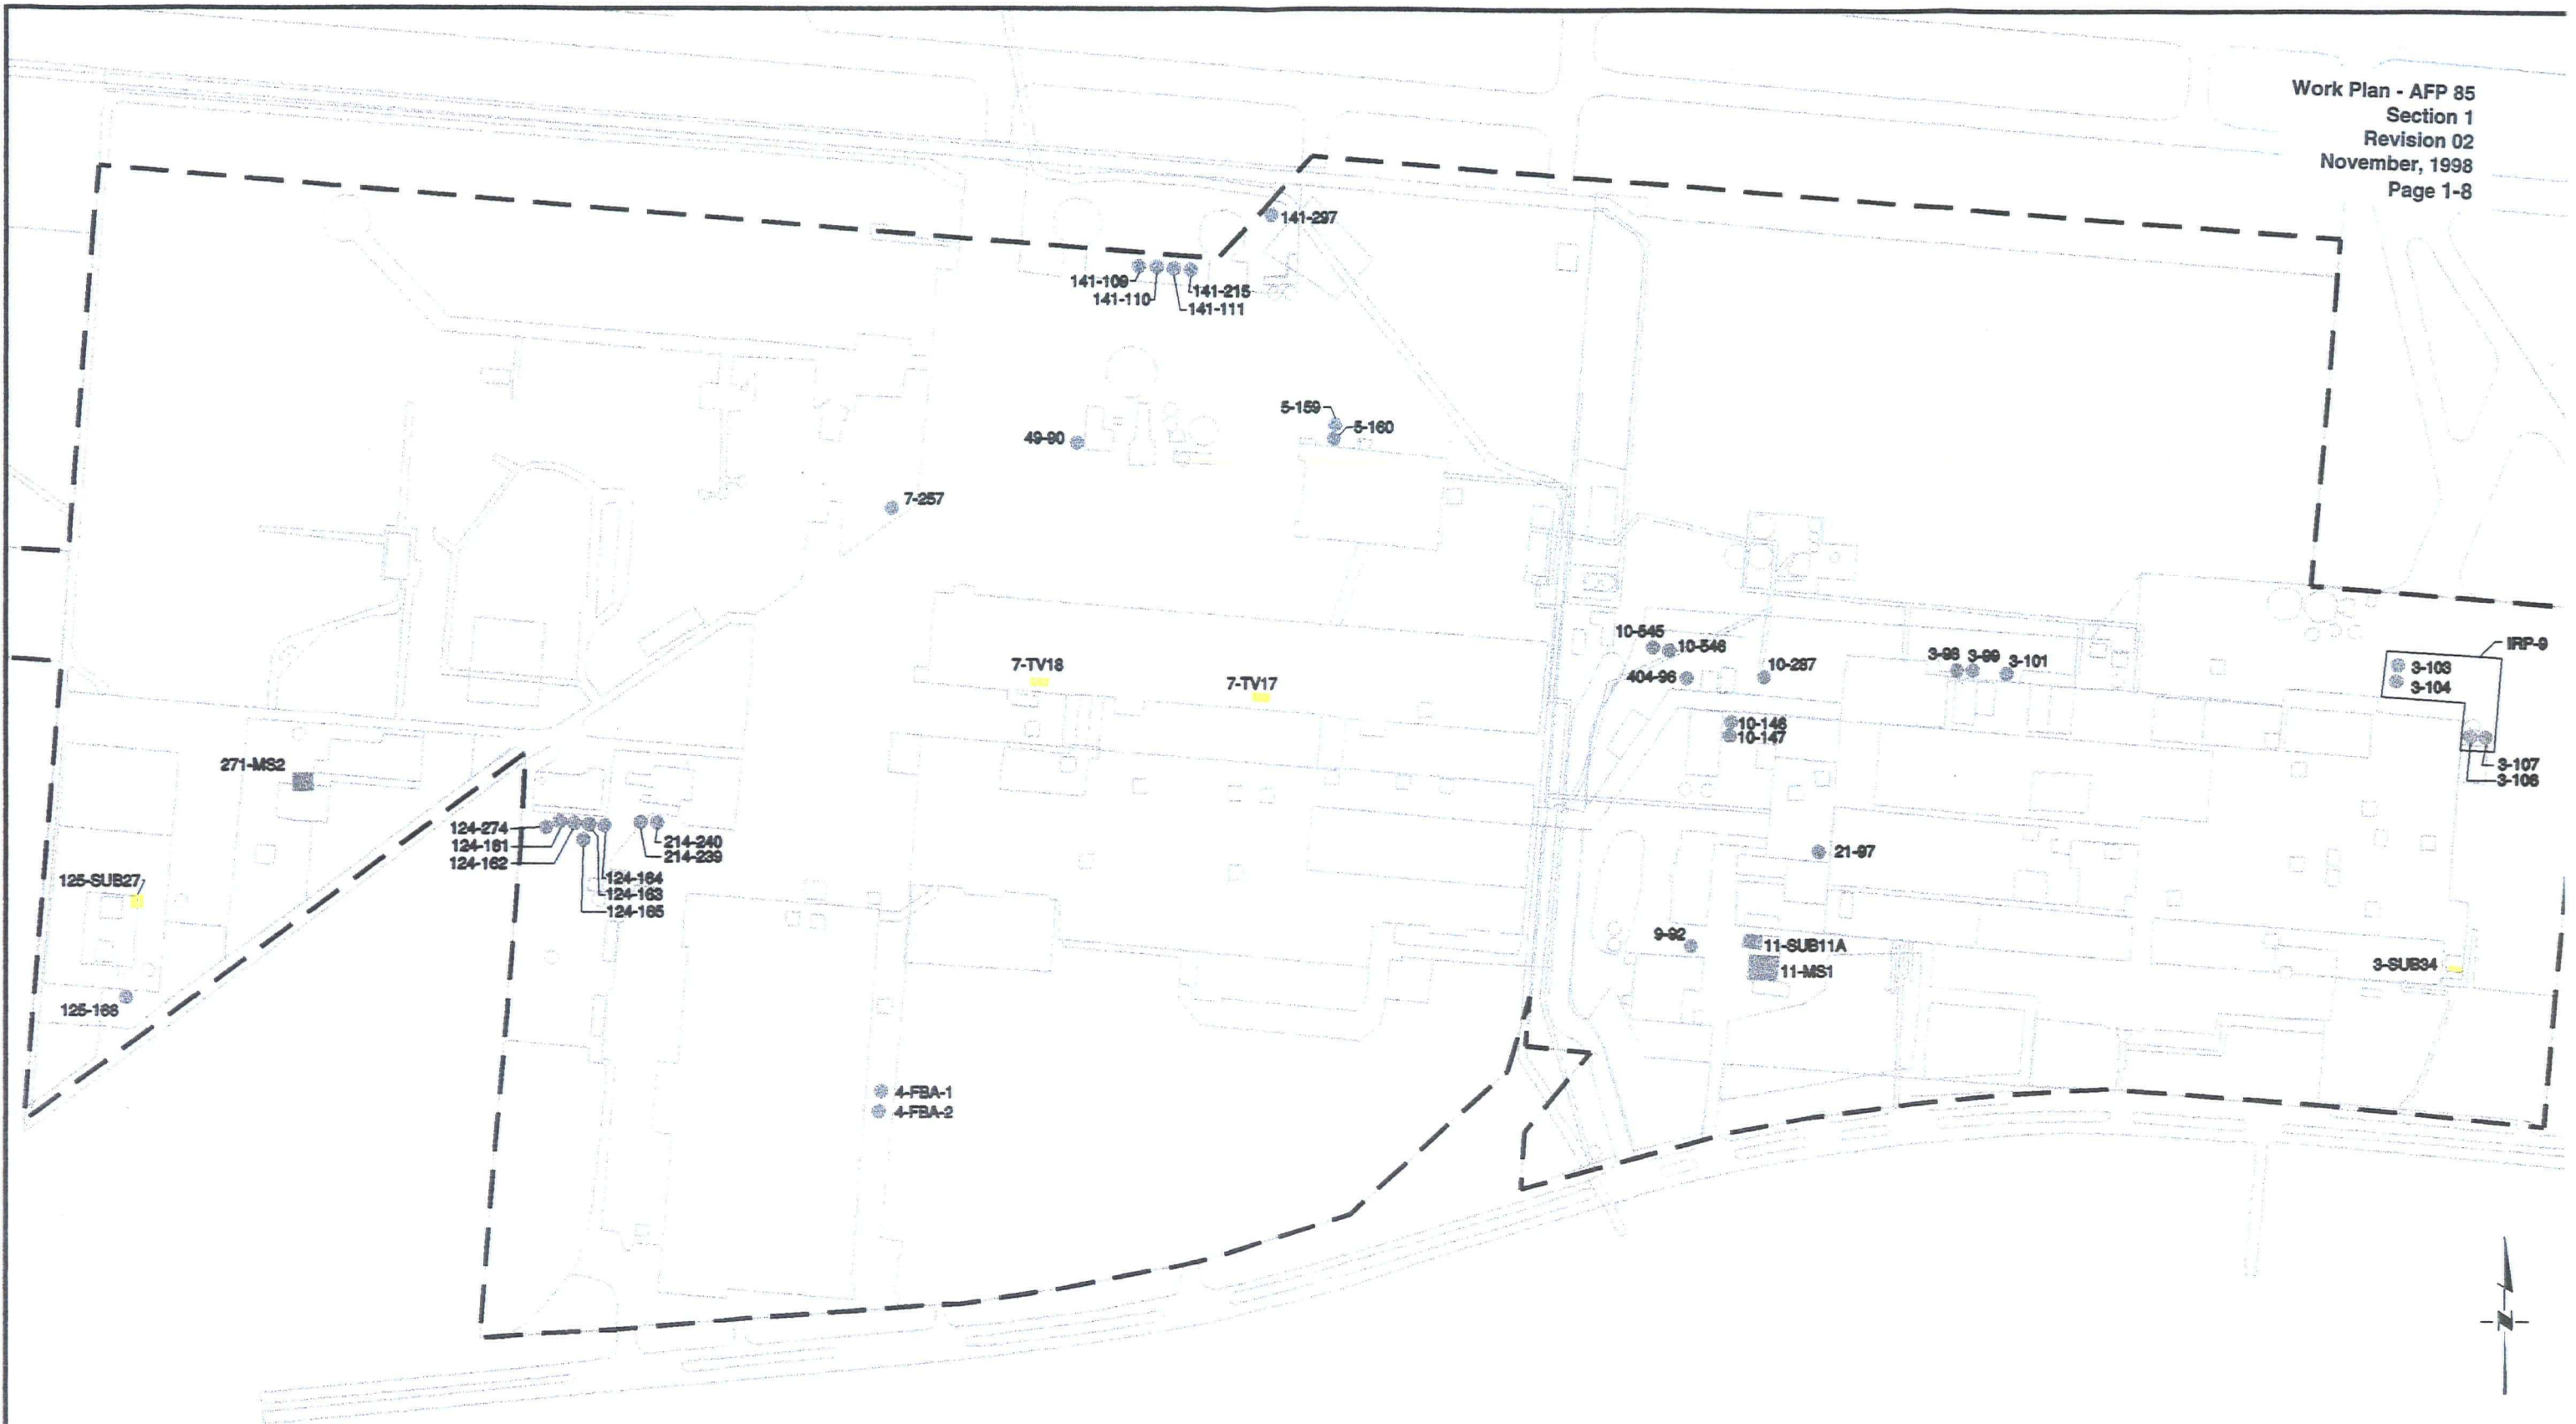 Work Plan - AFP 85
Section 1
Revision 02
November, 1998
Page 1-8
141-297
141-109
141-110
141-215
141-111
5-159
5-160
49-90
7-257
10-545
10-546
404-96
10-287
3-98
3-99
3-101
IRP-9
3-103
3-104
7-TV18
7-TV17
10-146
10-147
3-107
3-106
271-MS2
124-274
124-161
124-162
214-240
214-239
124-164
124-163
124-165
21-97
125-SUB27
9-92
11-SUB11A
11-MS1
3-SUB34
125-166
4-FBA-1
4-FBA-2
N